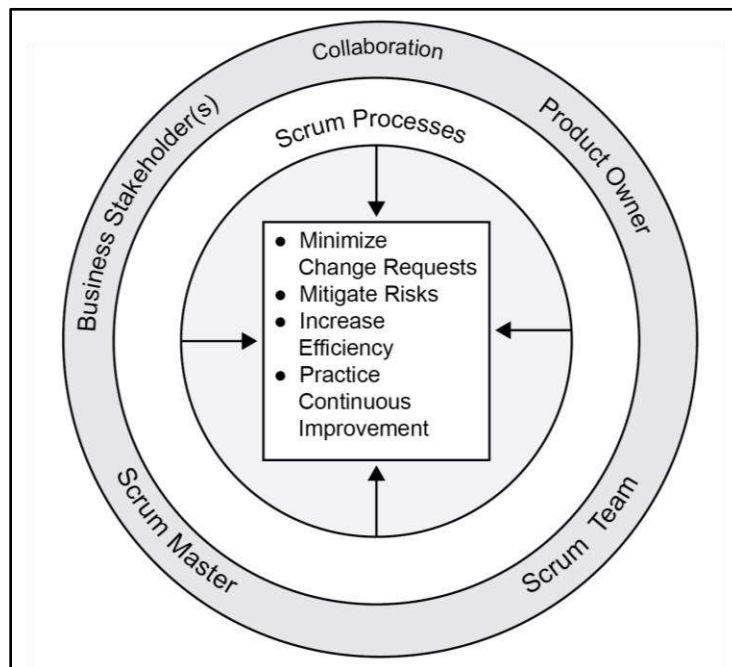 Collaboration
Business Stakeholder(s)
Product Owner
Scrum Processes
● Minimize
Change Requests
● Mitigate Risks
● Increase
Efficiency
● Practice
Continuous
Improvement
Scrum Master
Scrum Team